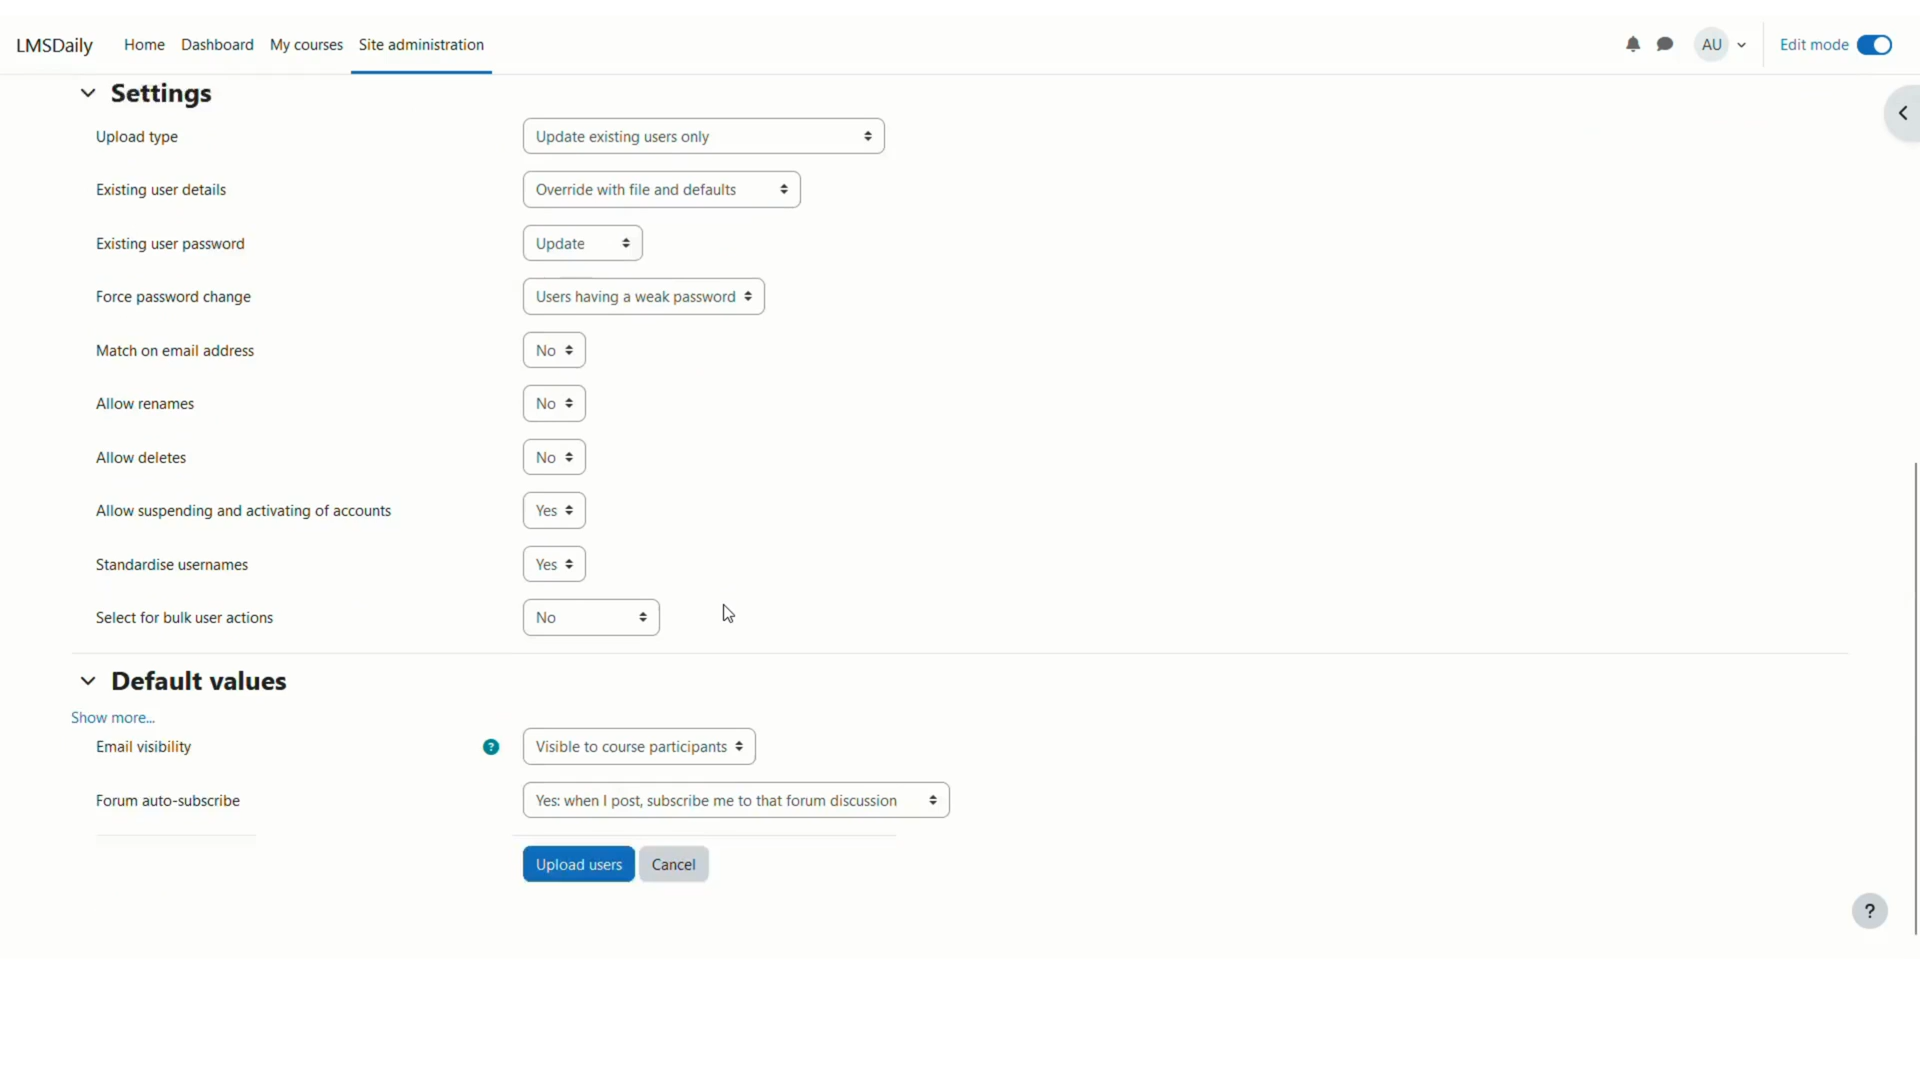 LMSDaily Home Dashboard My courses Site administration AU Edit mode
Settings
Upload type Update existing users only
Existing user details Override with file and defaults
Existing user password Update
Force password change Users having a weak password
Match on email address No
Allow renames No
Allow deletes No
Allow suspending and activating of accounts Yes
Standardise usernames Yes
Select for bulk user actions No
Default values
Show more...
Email visibility ? Visible to course participants
Forum auto-subscribe Yes: when I post, subscribe me to that forum discussion
Upload users Cancel
?